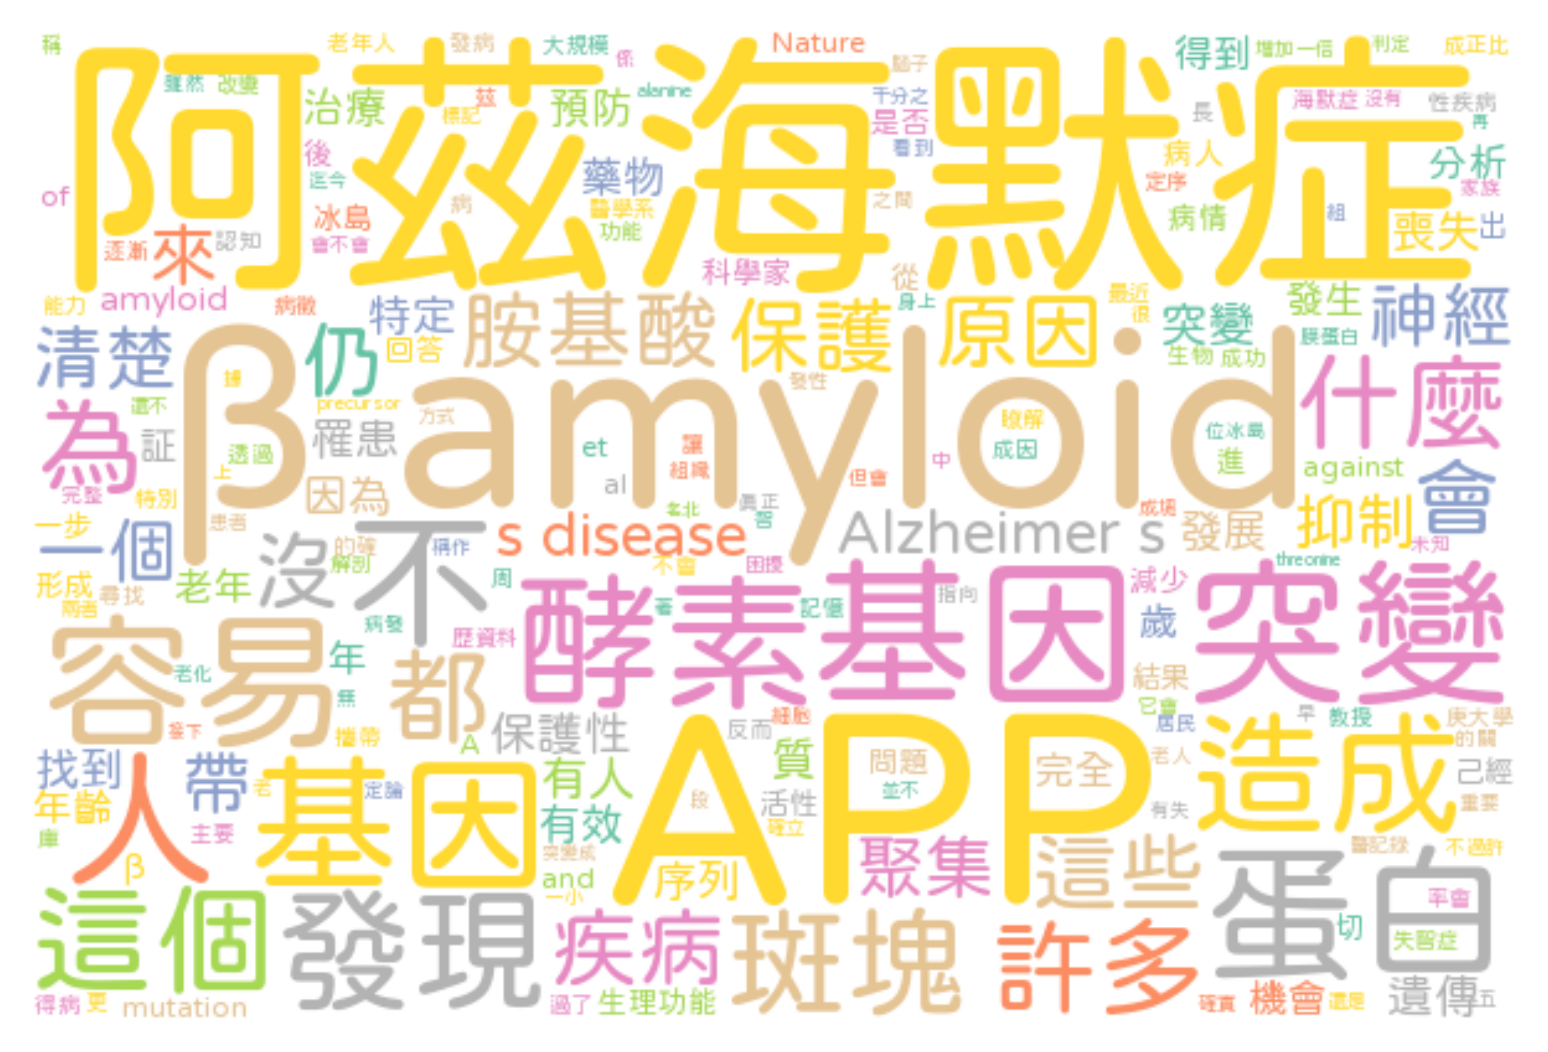 稱 老年人 發病 大規模 係 Nature 腦子 得到 增加一倍 判定 成正比
阿茲海默症
雖然 改變 治療 茲 標記 預防 alanine 千分之 是否 看到 長 海默症 沒有 性疾病 再
後 迄今 藥物 病人 定序 分析 家族
of 冰島 病 醫學系 功能 之間 病情 組 喪失 出
逐漸 來 認知 會不會 科學家 從
能力 amyloid 病徵 特定 胺基酸 保護 身上 原因 最近 很 突變 發生 神經
清楚 仍 回答 生物 成功 膜蛋白
β amyloid
據 發性 什麼
為 還不 証 透過 precursor 方式 罹患 et 讓 組織 瞭解 成因 位冰島 進
完整 特別 上 因為 al 但會 中 against 會
一步 一個 患者 名北 真正 智 成塊 抑制
沒 的確 解剖 不 稱作 s disease Alzheimer s 發展 未知
形成 兩者 尋找 老年 周 不會 困擾 threonine
酵素基因 突變
容易 病發 歷資料 著 記憶 指向 減少 歲
老化 年 都 無 結果 它會
接下 攜帶 A 保護性 反而 細胞 居民 早 教授 庚大學 的關
找到 帶 老 定論 有人 質 問題 並不 完全 老人 造成 己經
年齡 人 基因 APP 段 活性 有失 重要
庫 主要 有效 確立
β 突變成 and 一小 序列 聚集 這些 醫記錄 不過許
這個 發現 疾病 斑塊 許多 蛋白 率會 切 失智症
得病 更 mutation 過了 生理功能 確實 機會 還是 遺傳 五